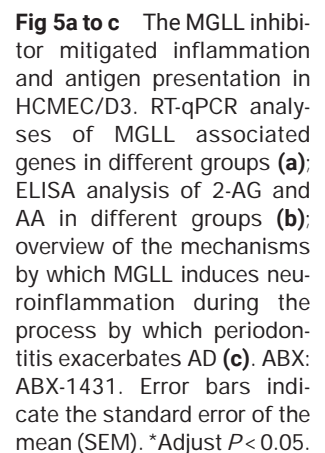 Fig 5a to c The MGLL inhibi-
tor mitigated inflammation
and antigen presentation in
HCMEC/D3. RT-qPCR analy-
ses of MGLL associated
genes in different groups (a);
ELISA analysis of 2-AG and
AA in different groups (b);
overview of the mechanisms
by which MGLL induces neu-
roinflammation during the
process by which periodon-
titis exacerbates AD (c). ABX:
ABX-1431. Error bars indi-
cate the standard error of the
mean (SEM). *Adjust P < 0.05.